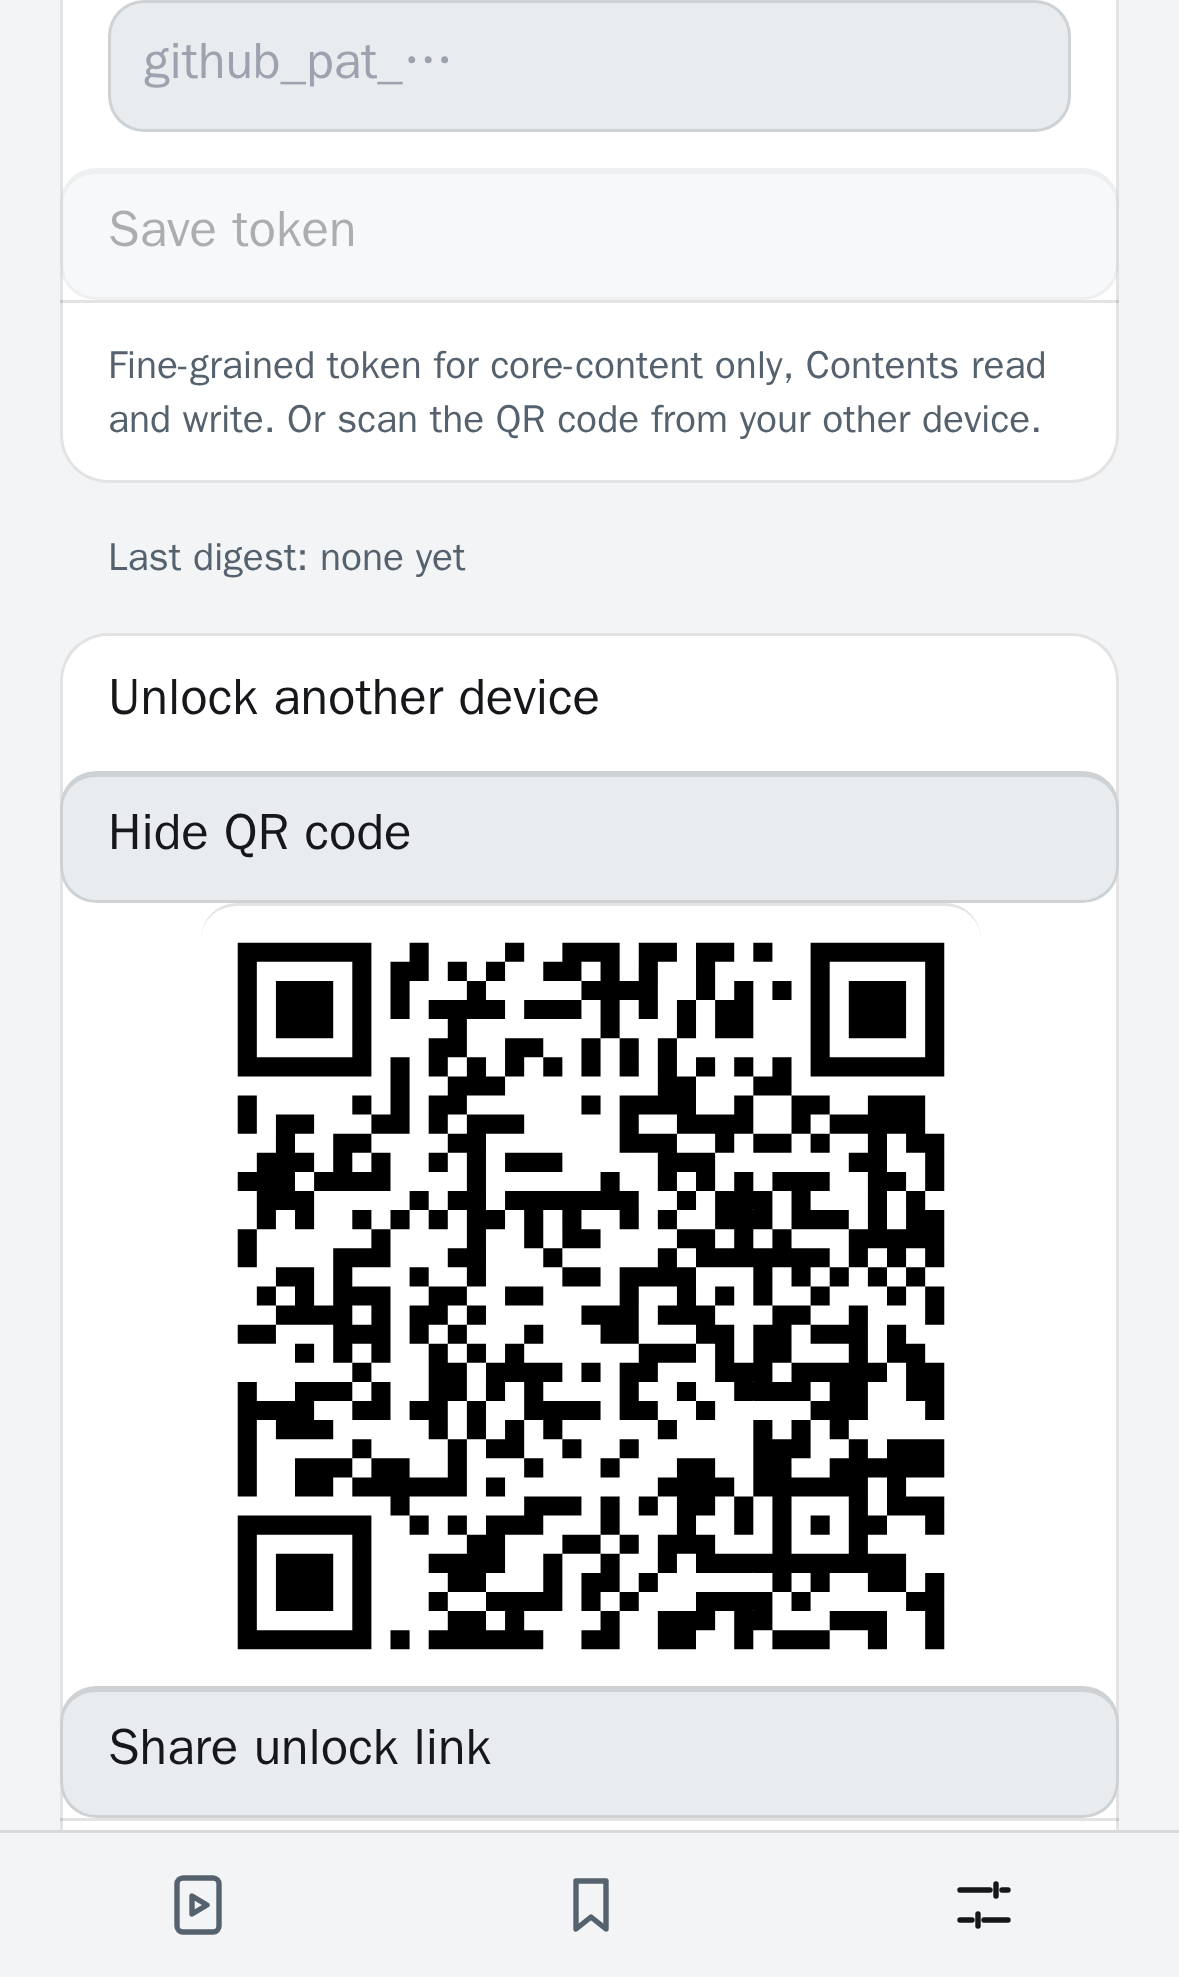 github_pat_···
Save token
Fine-grained token for core-content only, Contents read
and write. Or scan the QR code from your other device.
Last digest: none yet
Unlock another device
Hide QR code
Share unlock link